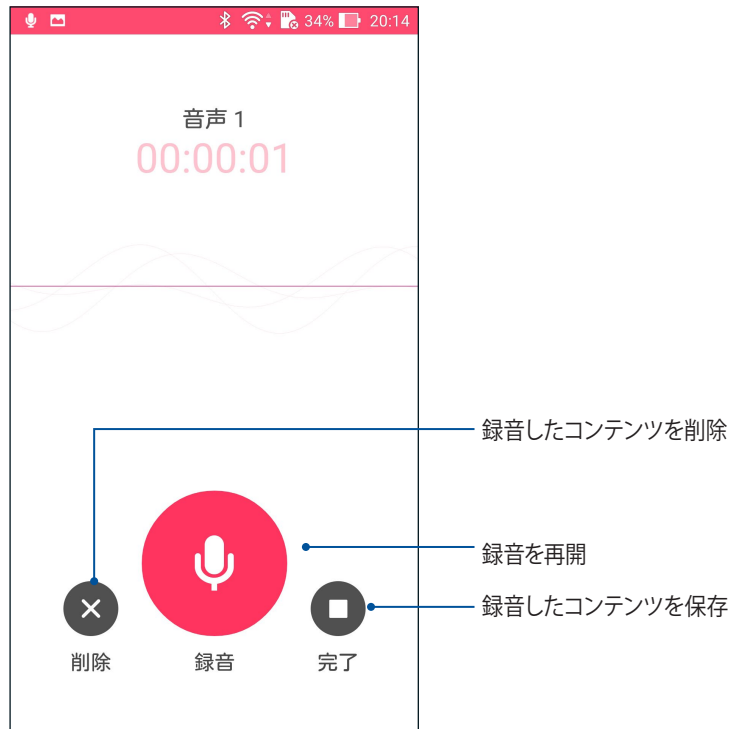 34% 20:14
音声 1
00:00:01
録音したコンテンツを削除
録音を再開
録音したコンテンツを保存
削除 録音 完了